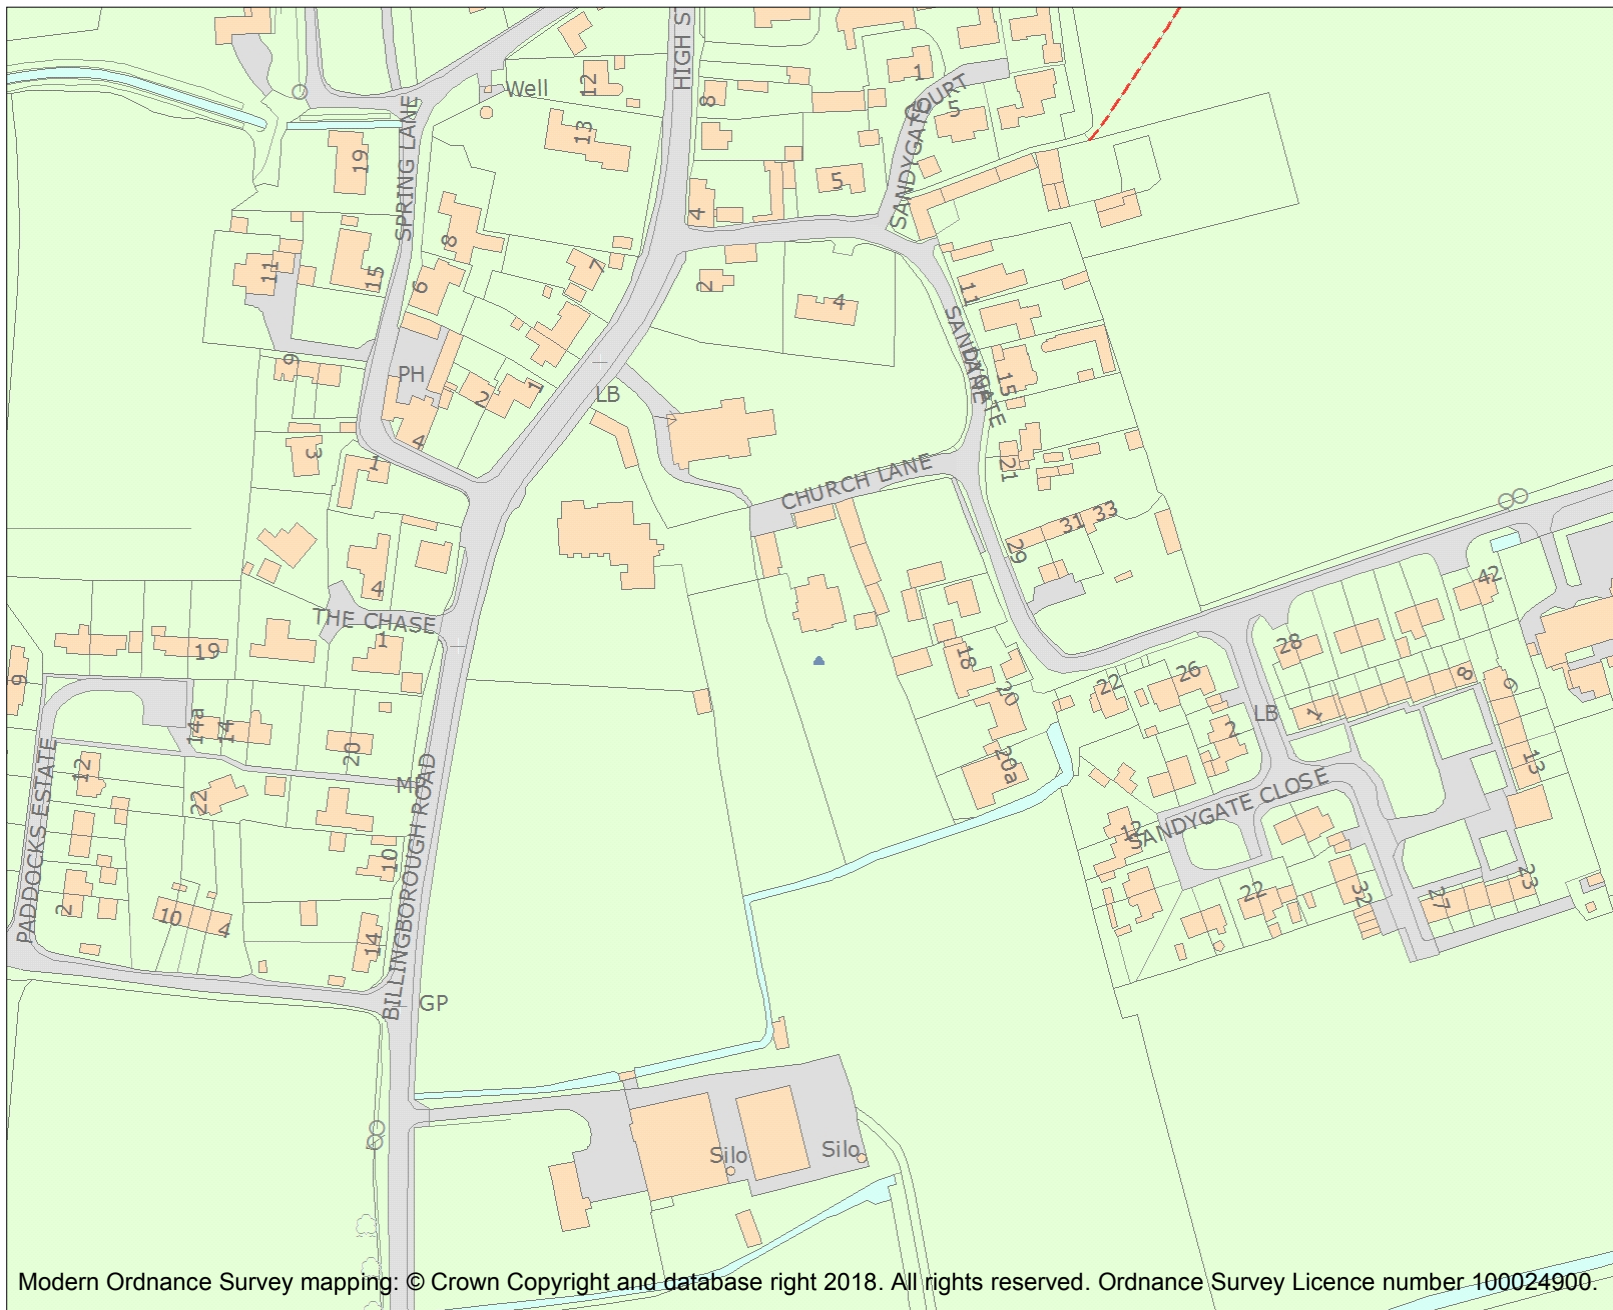 HIGH S
1
COURT
5
SANDYGATE
Well
12
8
13
19
SPRING LANE
5
4
8
7
11
15
6
2
4
11
SANDYGATE
LANE
15
9
PH
2
1
LB
4
3
1
CHURCH LANE
21
31
33
29
4
42
THE CHASE
1
19
28
18
9
20
22
26
8
9
14a
14
LB
1
2
20
20a
13
12
MP
22
PADDOCKS ESTATE
BILLINGBOROUGH ROAD
SANDYGATE CLOSE
12
10
2
10
4
14
22
32
27
23
GP
Silo
Silo
Modern Ordnance Survey mapping: © Crown Copyright and database right 2018. All rights reserved. Ordnance Survey Licence number 100024900.